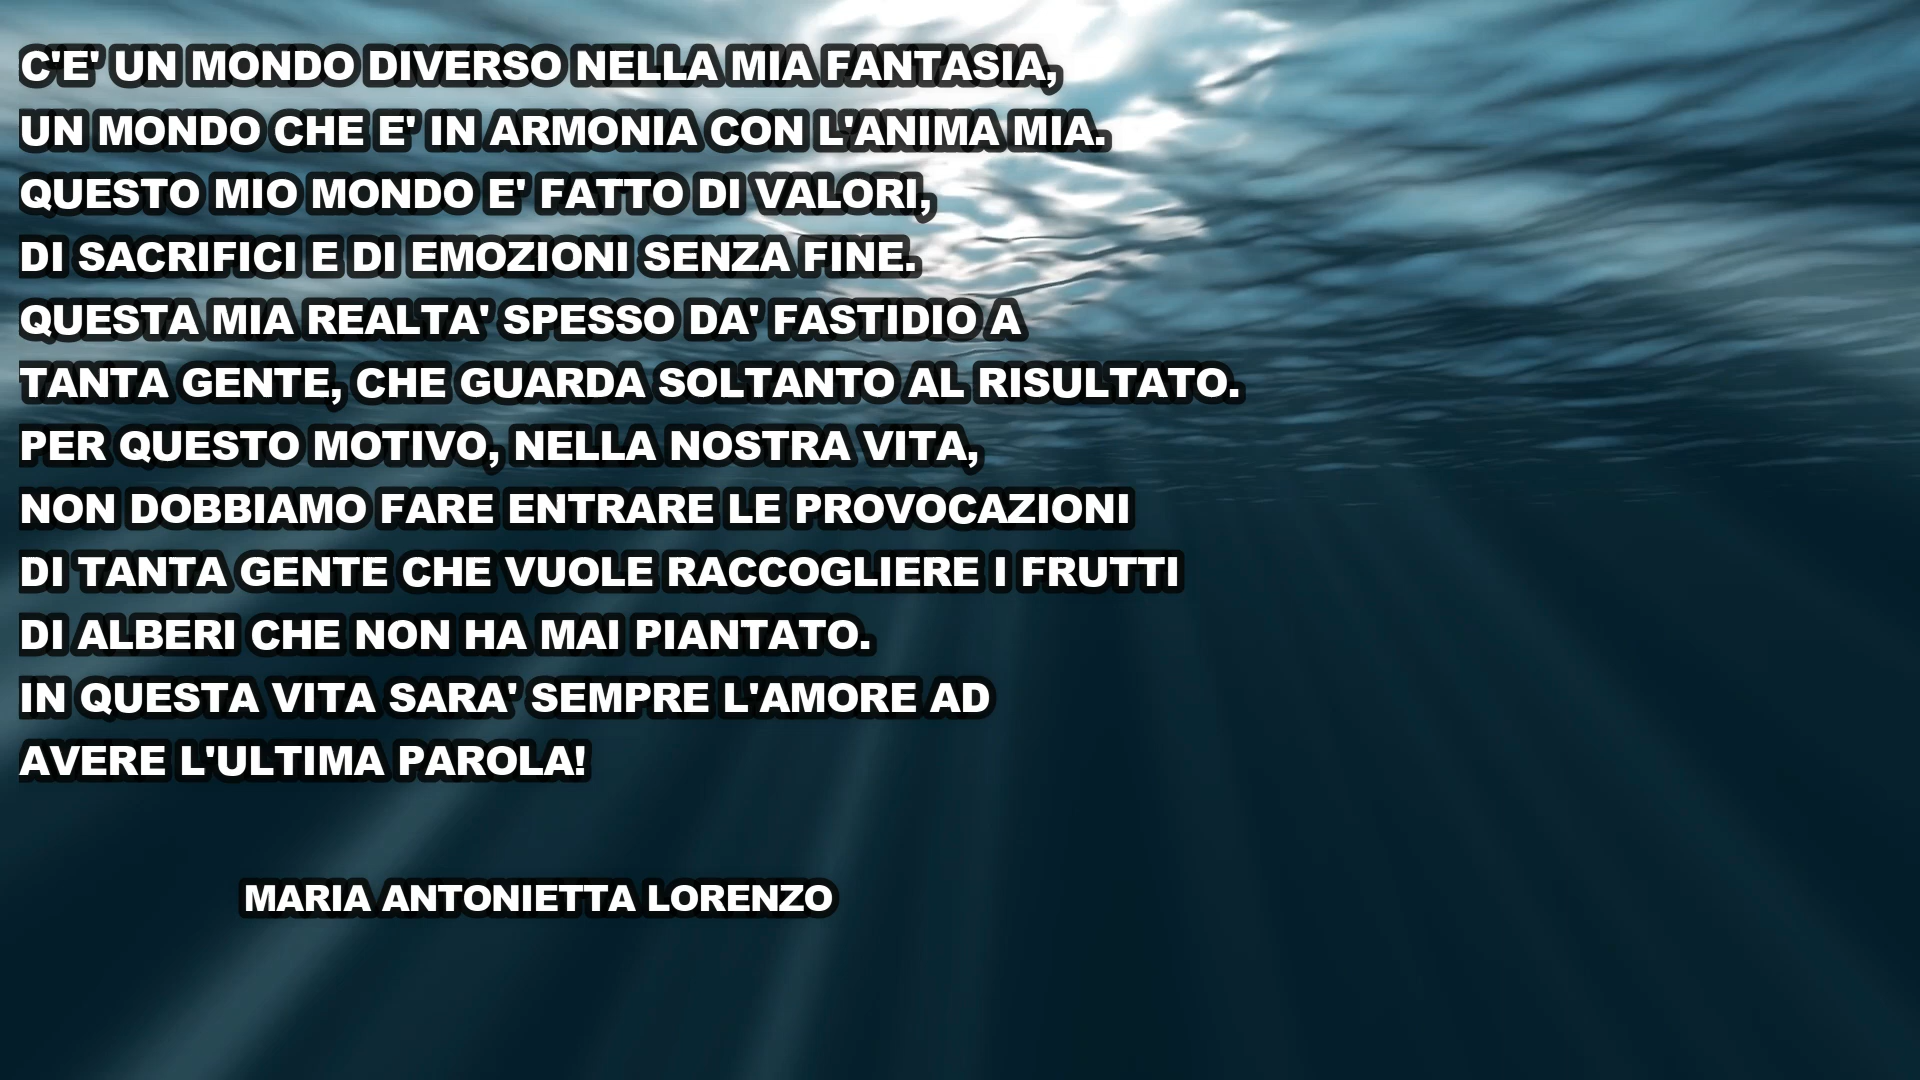 C'E' UN MONDO DIVERSO NELLA MIA FANTASIA,
UN MONDO CHE E' IN ARMONIA CON L'ANIMA MIA.
QUESTO MIO MONDO E' FATTO DI VALORI,
DI SACRIFICI E DI EMOZIONI SENZA FINE.
QUESTA MIA REALTA' SPESSO DA' FASTIDIO A
TANTA GENTE, CHE GUARDA SOLTANTO AL RISULTATO.
PER QUESTO MOTIVO, NELLA NOSTRA VITA,
NON DOBBIAMO FARE ENTRARE LE PROVOCAZIONI
DI TANTA GENTE CHE VUOLE RACCOGLIERE I FRUTTI
DI ALBERI CHE NON HA MAI PIANTATO.
IN QUESTA VITA SARA' SEMPRE L'AMORE AD
AVERE L'ULTIMA PAROLA!
MARIA ANTONIETTA LORENZO